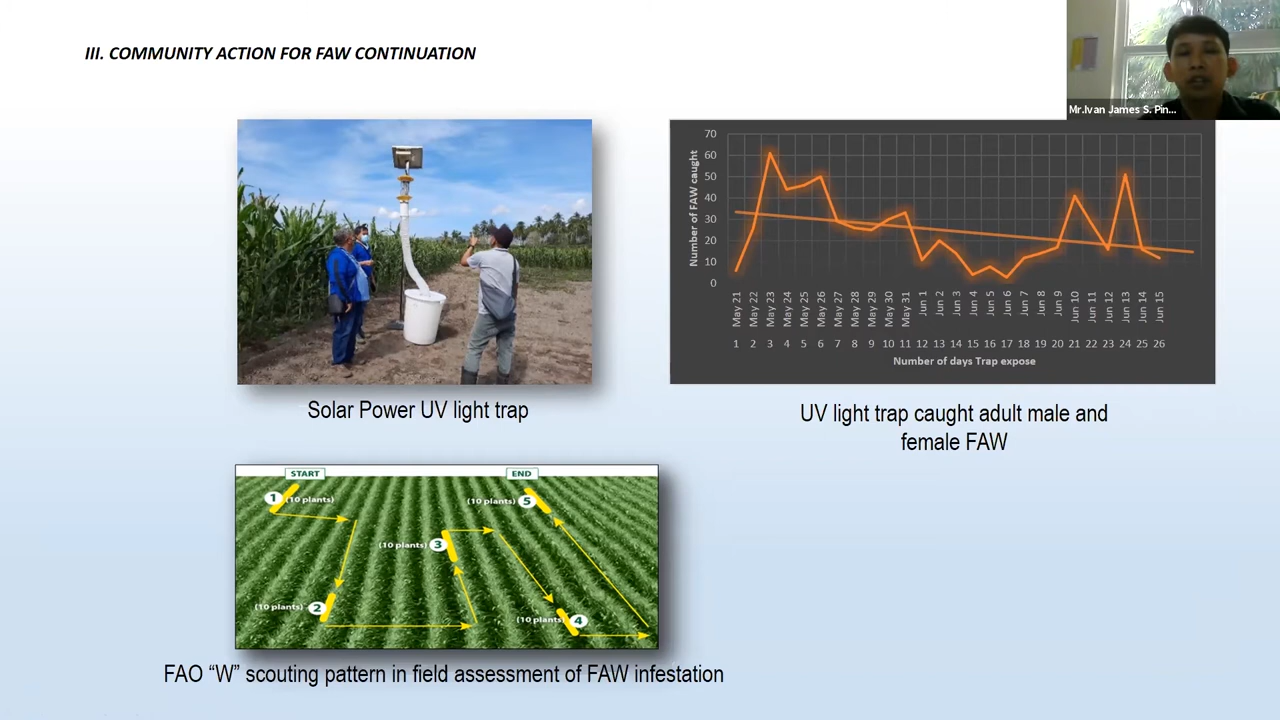 III. COMMUNITY ACTION FOR FAW CONTINUATION
Mr.Ivan James S. Pin...
Solar Power UV light trap
Number of FAW caught
70
60
50
40
30
20
10
0
May 21
May 22
May 23
May 24
May 25
May 26
May 27
May 28
May 29
May 30
May 31
Jun 1
Jun 2
Jun 3
Jun 4
Jun 5
Jun 6
Jun 7
Jun 8
Jun 9
Jun 10
Jun 11
Jun 12
Jun 13
Jun 14
Jun 15
1 2 3 4 5 6 7 8 9 10 11 12 13 14 15 16 17 18 19 20 21 22 23 24 25 26
Number of days Trap expose
UV light trap caught adult male and
female FAW
START
END
1 (10 plants)
(10 plants) 5
(10 plants) 3
(10 plants) 2
(10 plants) 4
FAO “W” scouting pattern in field assessment of FAW infestation